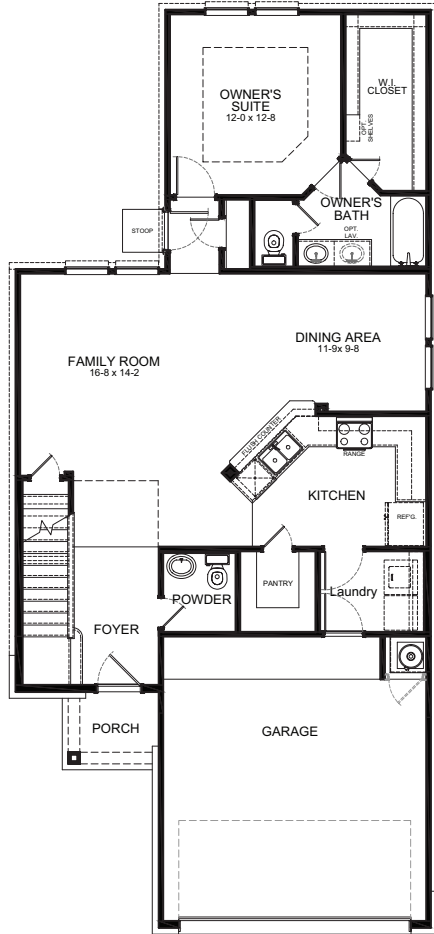 OWNER'S
SUITE
12-0 x 12-8
W.I.
CLOSET
OPT.
SHELVES
OWNER'S
BATH
OPT.
LAV.
STOOP
FAMILY ROOM
16-8 x 14-2
DINING AREA
11-9x 9-8
FLUSH COUNTER
RANGE
KITCHEN
REF'G.
PANTRY
Laundry
POWDER
FOYER
PORCH
GARAGE